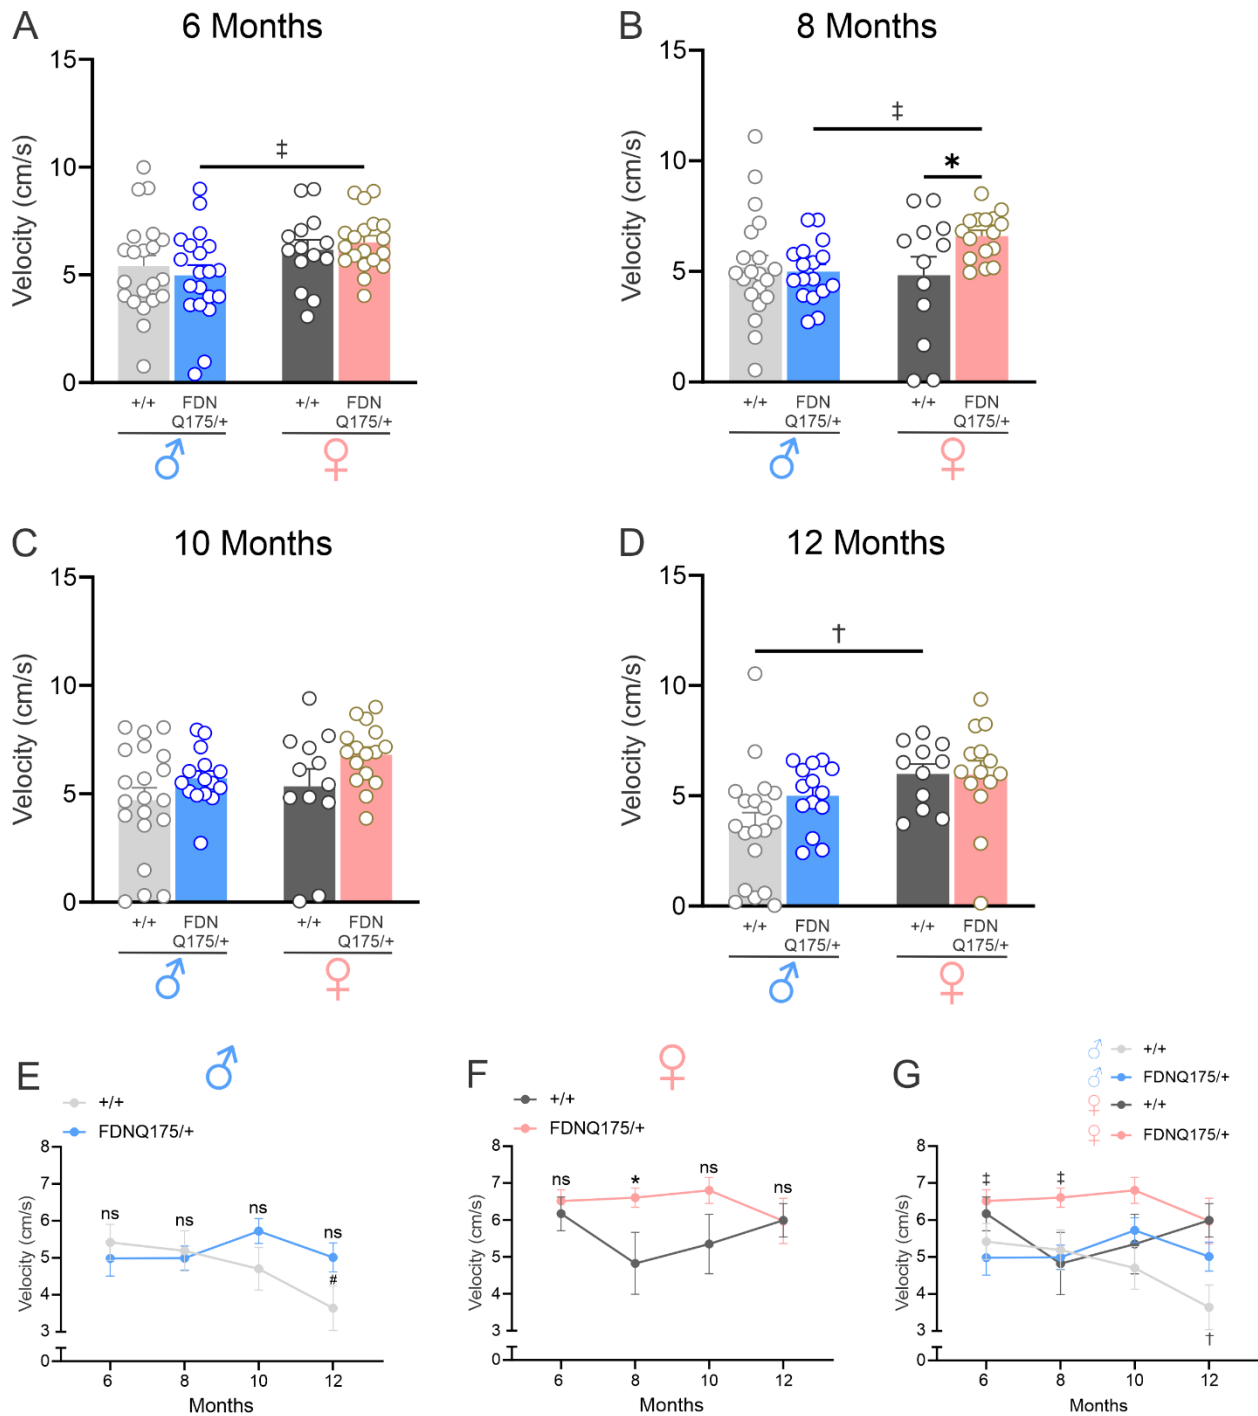 A
6 Months
15
10
5
0
Velocity (cm/s)
‡
+/+
FDN
Q175/+
+/+
FDN
Q175/+
♂
♀
B
8 Months
15
10
5
0
Velocity (cm/s)
‡
*
+/+
FDN
Q175/+
+/+
FDN
Q175/+
♂
♀
C
10 Months
15
10
5
0
Velocity (cm/s)
+/+
FDN
Q175/+
+/+
FDN
Q175/+
♂
♀
D
12 Months
15
10
5
0
Velocity (cm/s)
†
+/+
FDN
Q175/+
+/+
FDN
Q175/+
♂
♀
E
♂
+/+
FDNQ175/+
8
7
6
5
4
3
0
Velocity (cm/s)
ns
ns
ns
ns
#
6
8
10
12
Months
F
♀
+/+
FDNQ175/+
8
7
6
5
4
3
0
Velocity (cm/s)
ns
*
ns
ns
6
8
10
12
Months
G
♂ +/+
♂ FDNQ175/+
♀ +/+
♀ FDNQ175/+
8
7
6
5
4
3
0
Velocity (cm/s)
‡
‡
†
6
8
10
12
Months